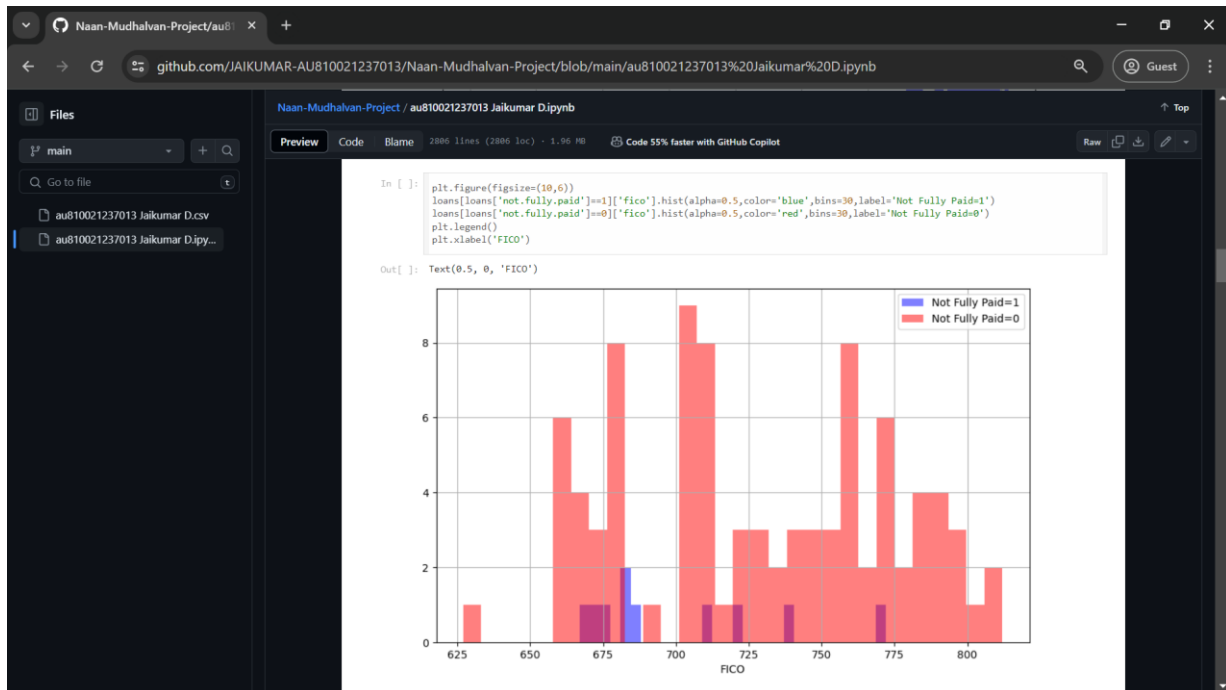 Naan-Mudhalvan-Project/au81
github.com/JAIKUMAR-AU810021237013/Naan-Mudhalvan-Project/blob/main/au810021237013%20Jaikumar%20D.ipynb
Guest
Files
main
Go to file
t
au810021237013 Jaikumar D.csv
au810021237013 Jaikumar D.ipy...
Naan-Mudhalvan-Project / au810021237013 Jaikumar D.ipynb
Top
Preview Code Blame 2806 lines (2806 loc) · 1.96 MB Code 55% faster with GitHub Copilot Raw
In [ ]:
plt.figure(figsize=(10,6))
loans[loans['not.fully.paid']==1]['fico'].hist(alpha=0.5,color='blue',bins=30,label='Not Fully Paid=1')
loans[loans['not.fully.paid']==0]['fico'].hist(alpha=0.5,color='red',bins=30,label='Not Fully Paid=0')
plt.legend()
plt.xlabel('FICO')
Out[ ]: Text(0.5, 0, 'FICO')
Not Fully Paid=1
Not Fully Paid=0
8
6
4
2
0
625 650 675 700 725 750 775 800
FICO